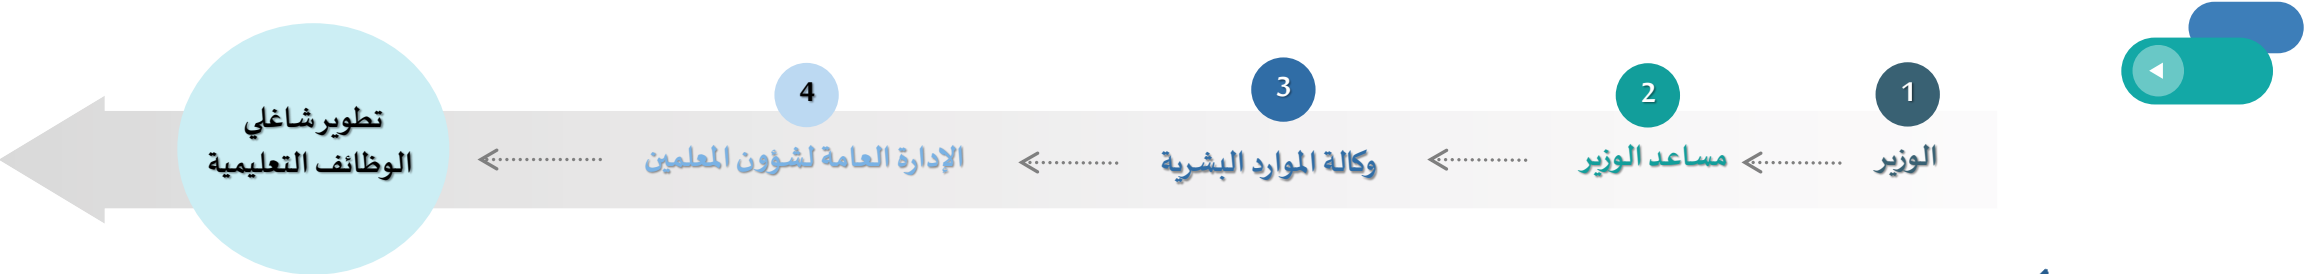 1
الوزير
2
مساعد الوزير
3
وكالة الموارد البشرية
4
الإدارة العامة لشؤون المعلمين
تطوير شاغلي
الوظائف التعليمية